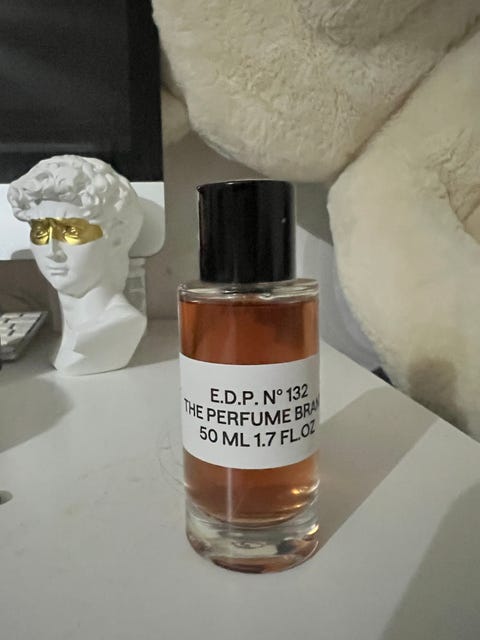 E.D.P. N° 132
THE PERFUME BRAN
50 ML 1.7 FL.OZ